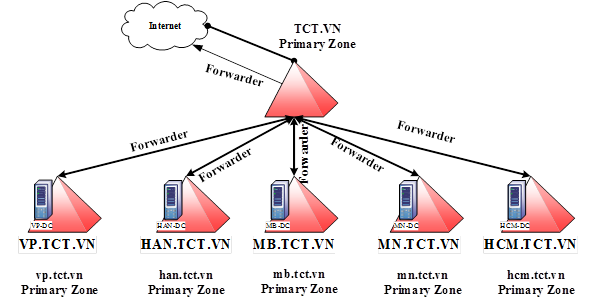 Internet
TCT.VN
Primary Zone
Forwarder
Forwarder
Forwarder
Forwarder
Forwarder
Forwarder
VP-DC
HAN-DC
MB-DC
MN-DC
HCM-DC
VP.TCT.VN
HAN.TCT.VN
MB.TCT.VN
MN.TCT.VN
HCM.TCT.VN
vp.tct.vn
Primary Zone
han.tct.vn
Primary Zone
mb.tct.vn
Primary Zone
mn.tct.vn
Primary Zone
hcm.tct.vn
Primary Zone